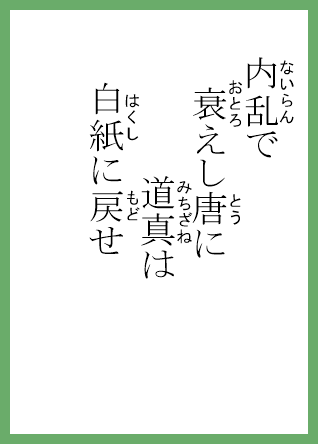 内乱で
衰えし唐に
道真は
白紙に戻せ
ないらん
おとろ
とう
みちざね
はくし
もど